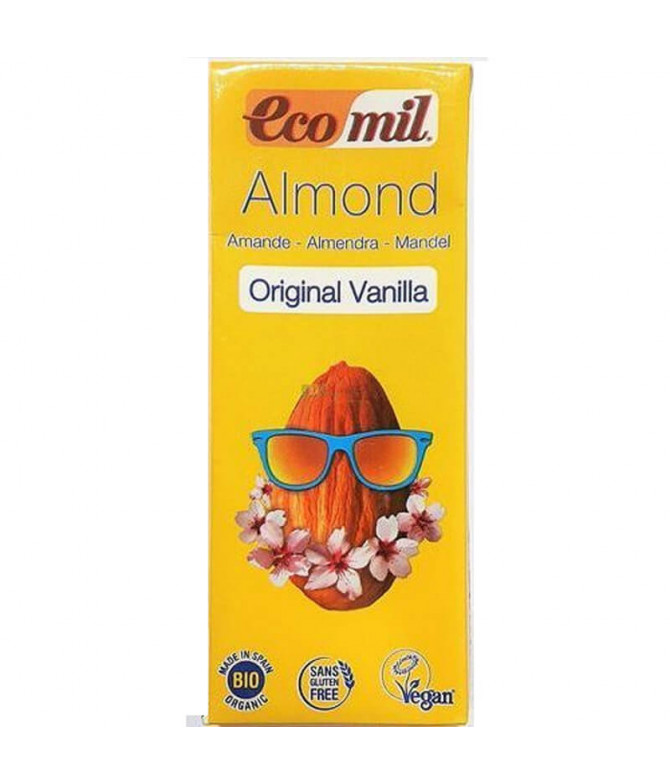 ecomil
Almond
Amande - Almendra - Mandel
Original Vanilla
MADE IN SPAIN
BIO
ORGANIC
SANS
GLUTEN
FREE
Vegan